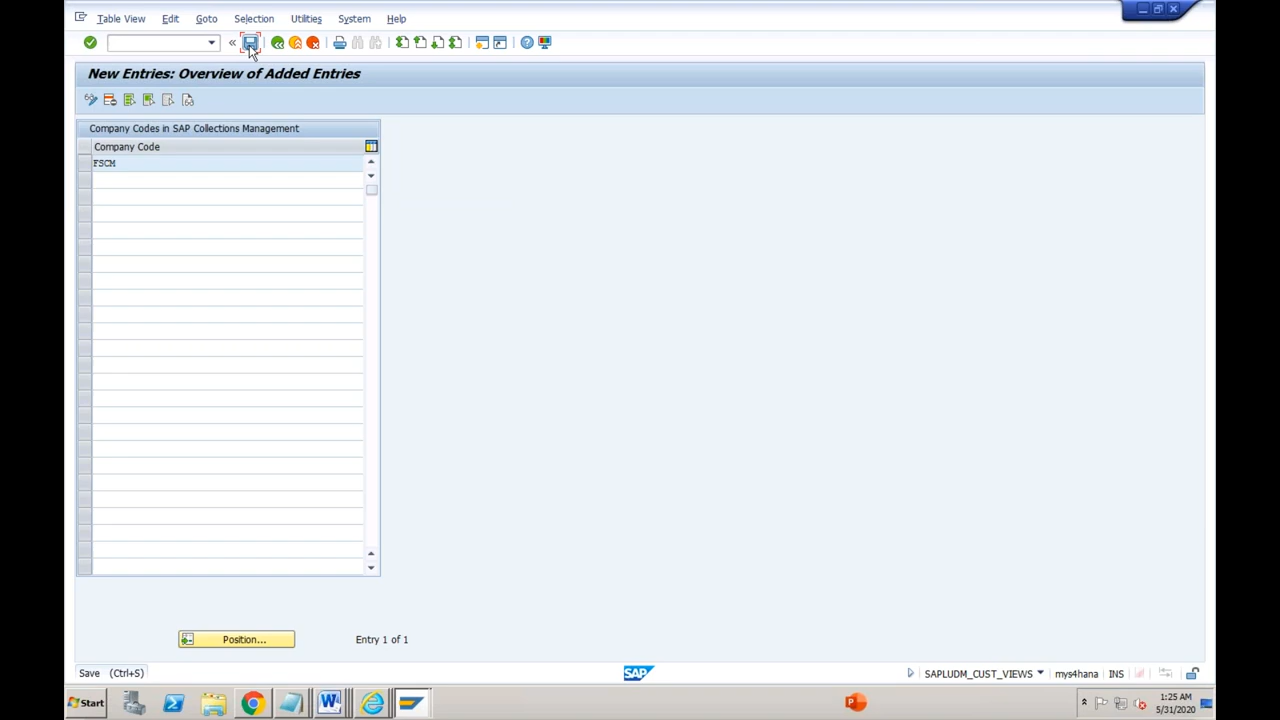 Table View Edit Goto Selection Utilities System Help
New Entries: Overview of Added Entries
Company Codes in SAP Collections Management
Company Code
FSCM
Position... Entry 1 of 1
Save (Ctrl+S) SAP SAPLUDM_CUST_VIEWS mys4hana INS
Start 1:25 AM
5/31/2020